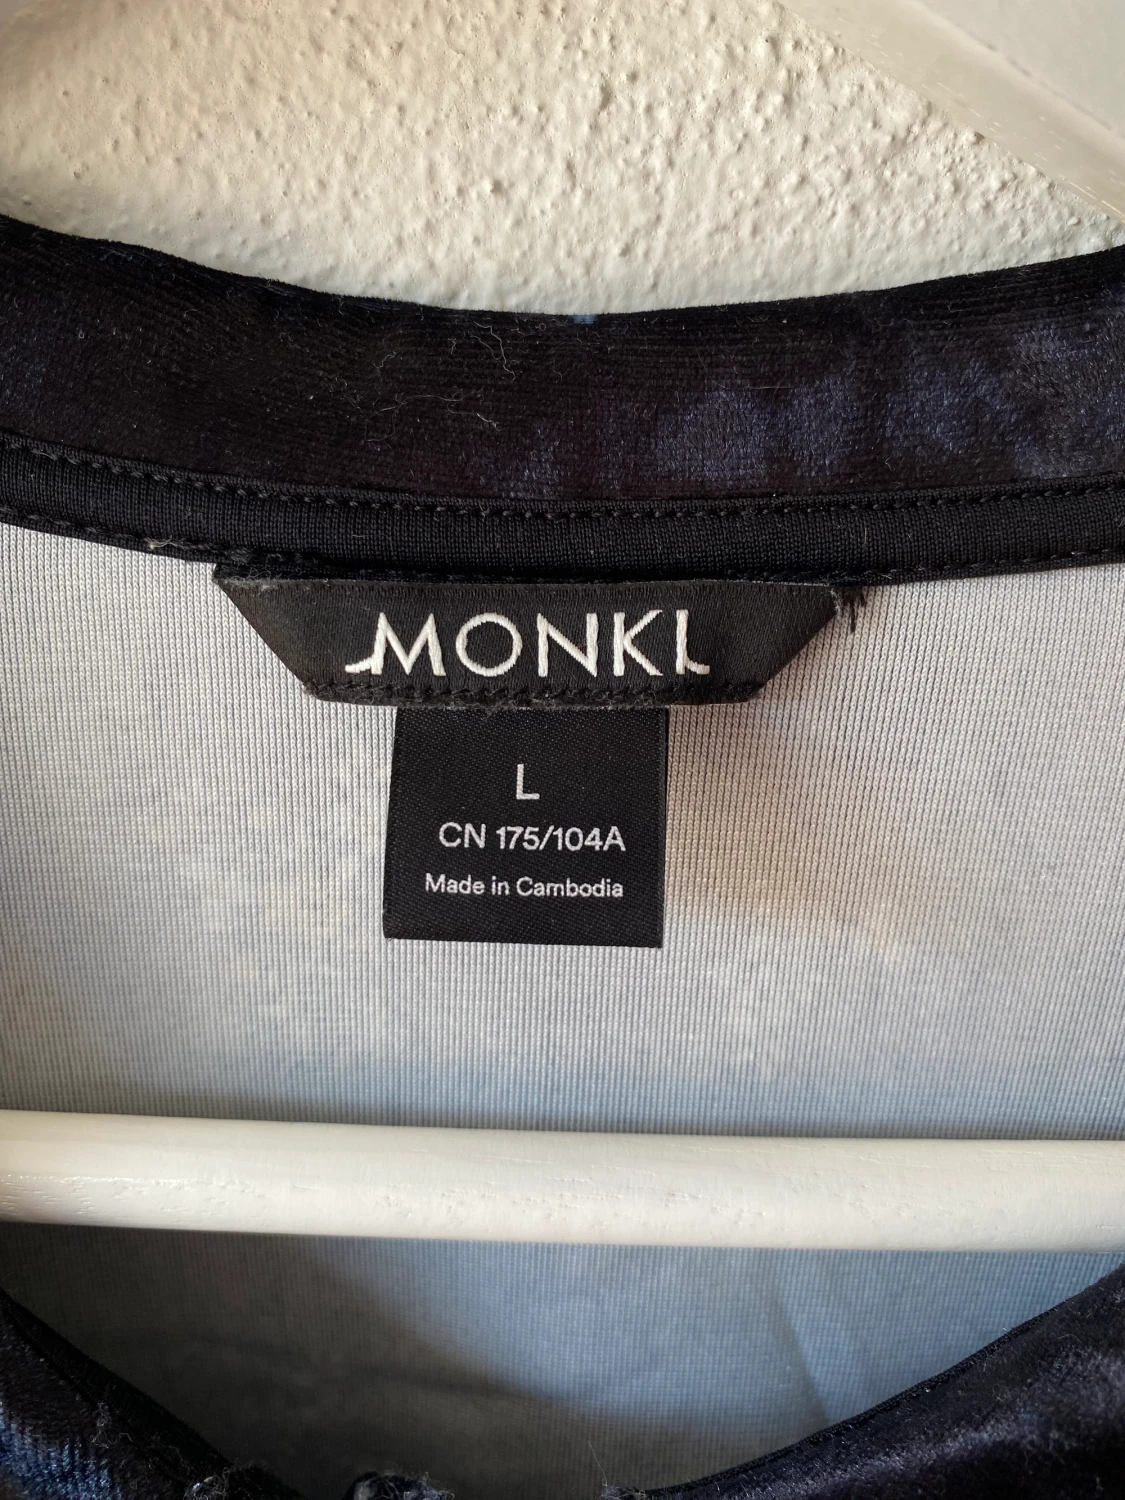 MONKI
L
CN 175/104A
Made in Cambodia